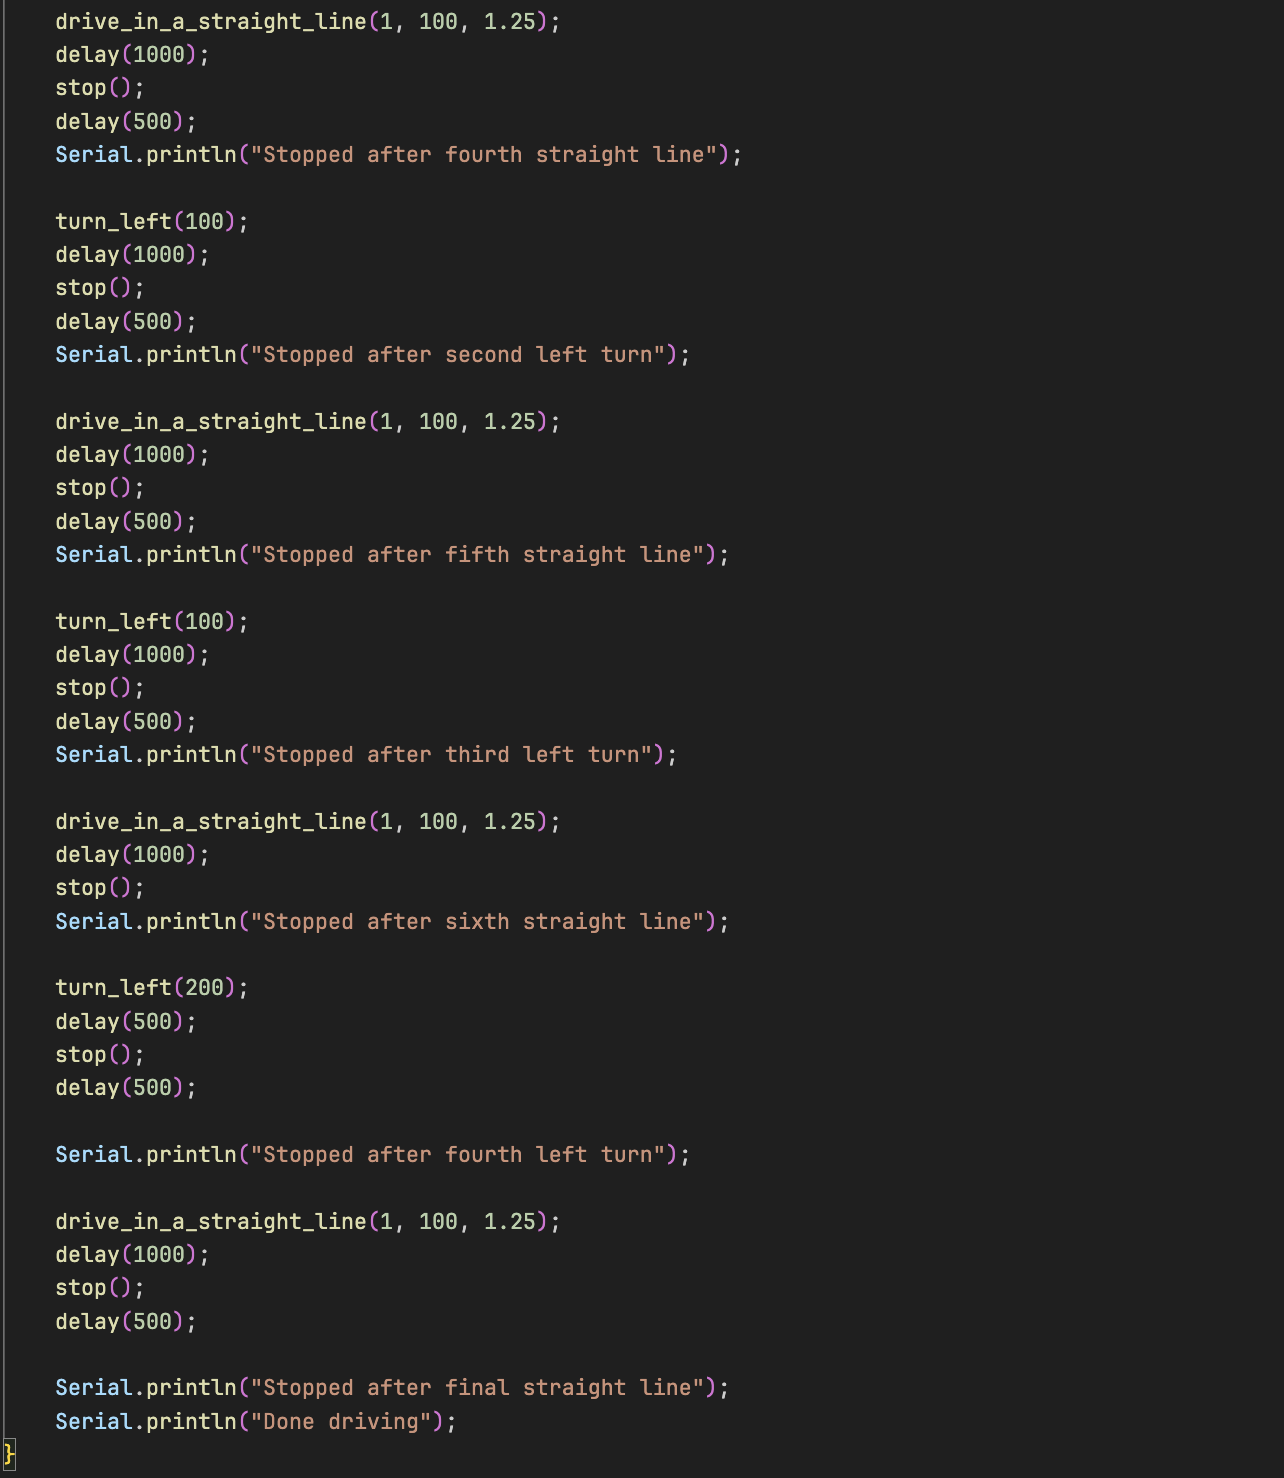 drive_in_a_straight_line(1, 100, 1.25);
delay(1000);
stop();
delay(500);
Serial.println("Stopped after fourth straight line");
turn_left(100);
delay(1000);
stop();
delay(500);
Serial.println("Stopped after second left turn");
drive_in_a_straight_line(1, 100, 1.25);
delay(1000);
stop();
delay(500);
Serial.println("Stopped after fifth straight line");
turn_left(100);
delay(1000);
stop();
delay(500);
Serial.println("Stopped after third left turn");
drive_in_a_straight_line(1, 100, 1.25);
delay(1000);
stop();
Serial.println("Stopped after sixth straight line");
turn_left(200);
delay(500);
stop();
delay(500);
Serial.println("Stopped after fourth left turn");
drive_in_a_straight_line(1, 100, 1.25);
delay(1000);
stop();
delay(500);
Serial.println("Stopped after final straight line");
Serial.println("Done driving");
}